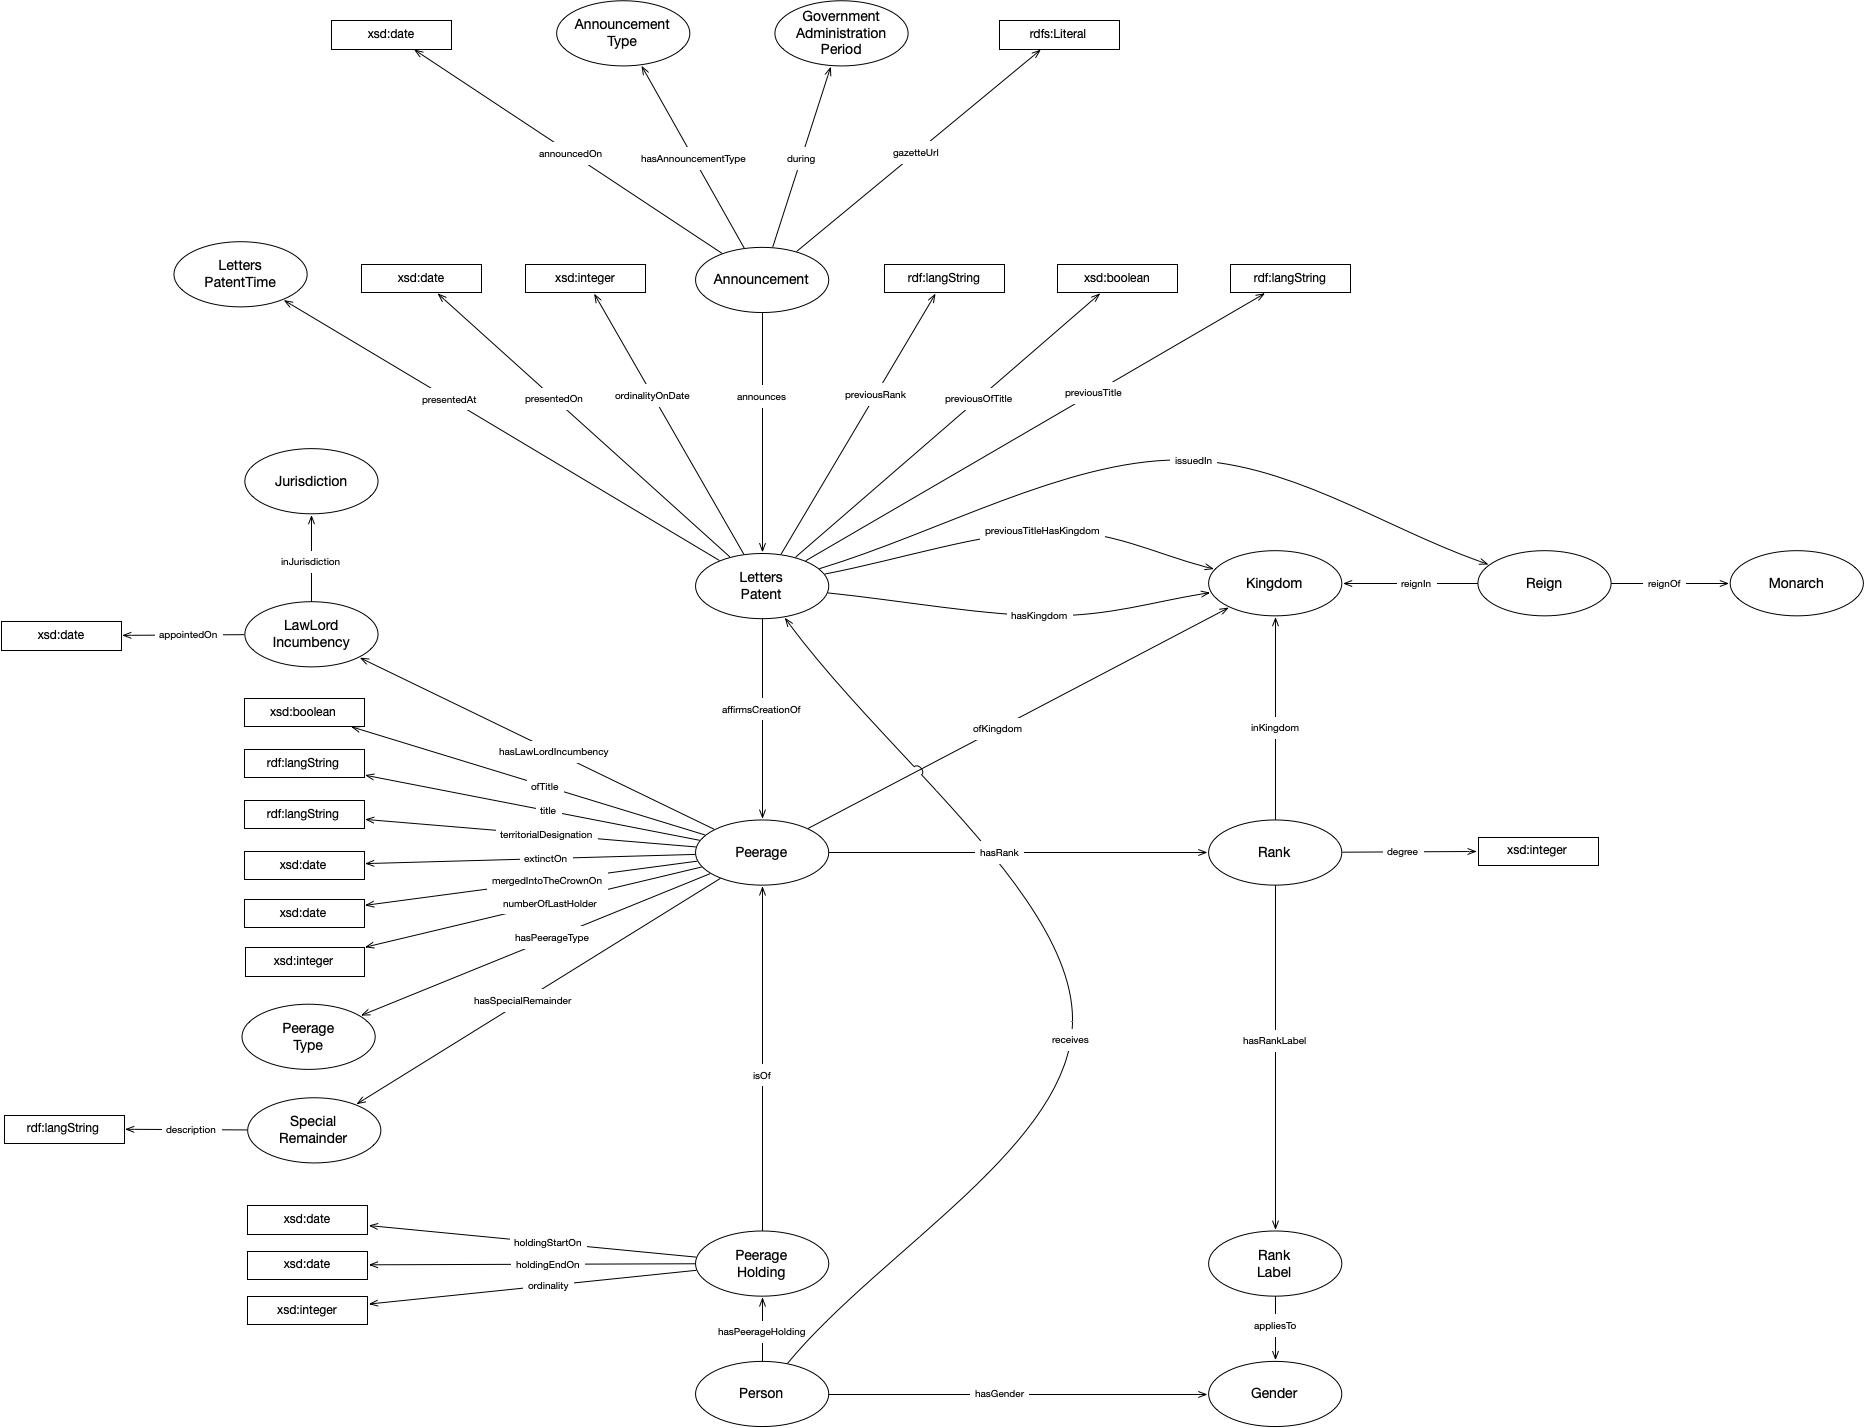 xsd:date
Announcement
Type
Government
Administration
Period
rdfs:Literal
announcedOn
hasAnnouncementType
during
gazetteUrl
Letters
PatentTime
xsd:date
xsd:integer
Announcement
rdf:langString
xsd:boolean
rdf:langString
presentedAt
presentedOn
ordinalityOnDate
announces
previousRank
previousOfTitle
previousTitle
issuedIn
Jurisdiction
previousTitleHasKingdom
inJurisdiction
Letters
Patent
Kingdom
reignIn
Reign
reignOf
Monarch
hasKingdom
xsd:date
appointedOn
LawLord
Incumbency
xsd:boolean
affirmsCreationOf
ofKingdom
inKingdom
hasLawLordIncumbency
rdf:langString
ofTitle
title
rdf:langString
territorialDesignation
xsd:date
extinctOn
Peerage
hasRank
Rank
degree
xsd:integer
mergedIntoTheCrownOn
xsd:date
numberOfLastHolder
hasPeerageType
xsd:integer
hasSpecialRemainder
Peerage
Type
receives
hasRankLabel
isOf
rdf:langString
description
Special
Remainder
xsd:date
holdingStartOn
xsd:date
holdingEndOn
Peerage
Holding
Rank
Label
ordinality
xsd:integer
hasPeerageHolding
appliesTo
Person
hasGender
Gender